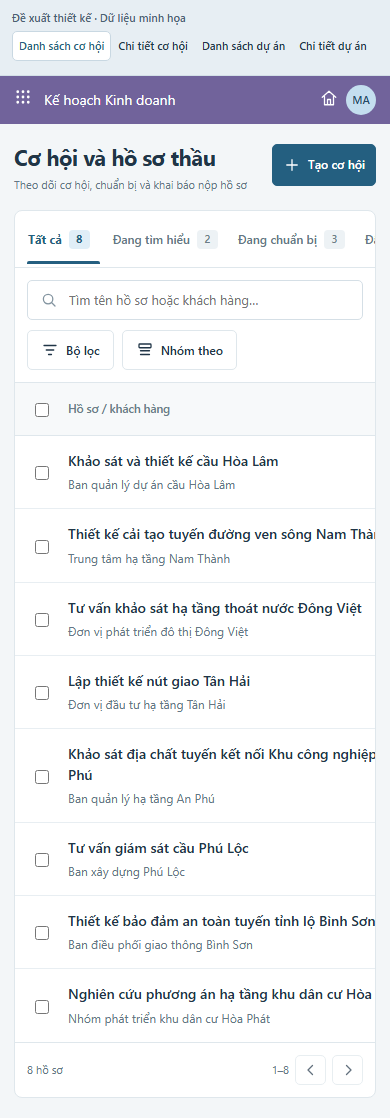 Đề xuất thiết kế · Dữ liệu minh họa
Danh sách cơ hội Chi tiết cơ hội Danh sách dự án Chi tiết dự án
Kế hoạch Kinh doanh MA
Cơ hội và hồ sơ thầu
Theo dõi cơ hội, chuẩn bị và khai báo nộp hồ sơ
Tạo cơ hội
Tất cả 8 Đang tìm hiểu 2 Đang chuẩn bị 3
Tìm tên hồ sơ hoặc khách hàng...
Bộ lọc Nhóm theo
Hồ sơ / khách hàng
Khảo sát và thiết kế cầu Hòa Lâm
Ban quản lý dự án cầu Hòa Lâm
Thiết kế cải tạo tuyến đường ven sông Nam
Trung tâm hạ tầng Nam Thành
Tư vấn khảo sát hạ tầng thoát nước Đông Việt
Đơn vị phát triển đô thị Đông Việt
Lập thiết kế nút giao Tân Hải
Đơn vị đầu tư hạ tầng Tân Hải
Khảo sát địa chất tuyến kết nối Khu công nghiệp
Phú
Ban quản lý hạ tầng An Phú
Tư vấn giám sát cầu Phú Lộc
Ban xây dựng Phú Lộc
Thiết kế bảo đảm an toàn tuyến tỉnh lộ Bình Sơn
Ban điều phối giao thông Bình Sơn
Nghiên cứu phương án hạ tầng khu dân cư Hòa
Nhóm phát triển khu dân cư Hòa Phát
8 hồ sơ 1–8